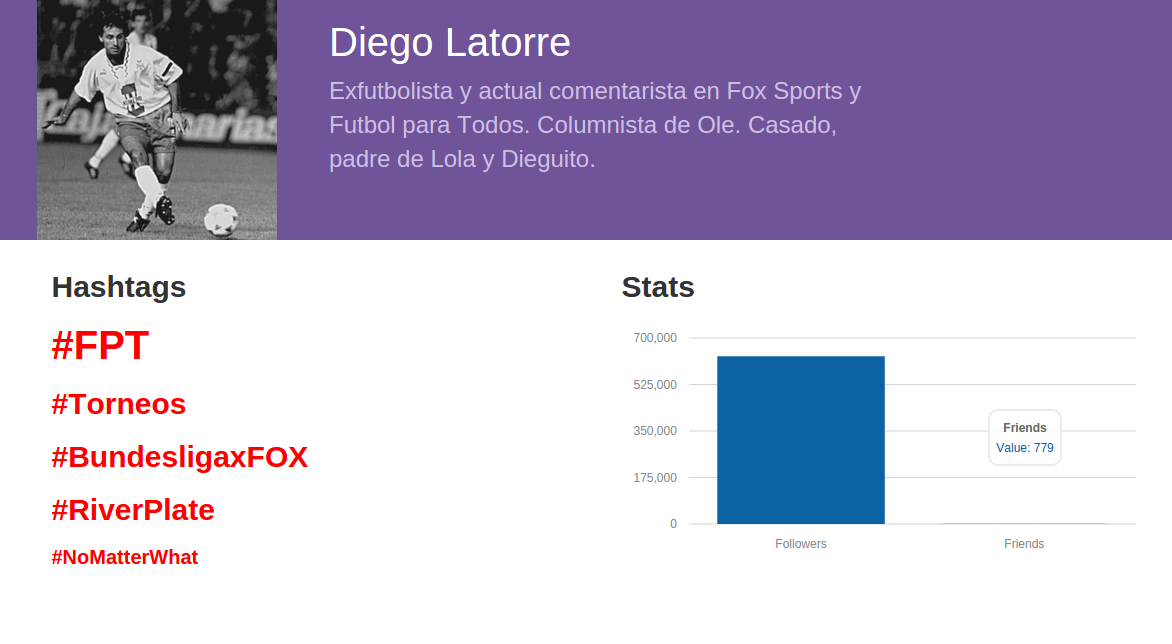 Diego Latorre
Exfutbolista y actual comentarista en Fox Sports y
Futbol para Todos. Columnista de Ole. Casado,
padre de Lola y Dieguito.
Hashtags
#FPT
#Torneos
#BundesligaxFOX
#RiverPlate
#NoMatterWhat
Stats
700,000
525,000
350,000
175,000
0
Friends
Value: 779
Followers
Friends